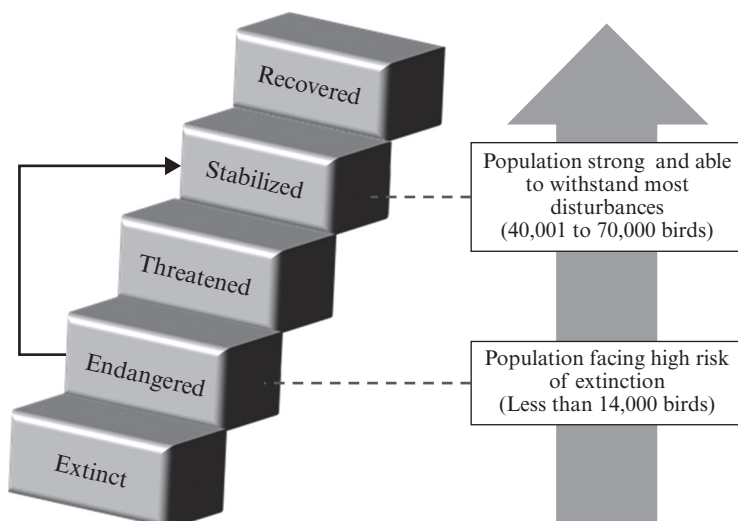 Recovered
Stabilized
Threatened
Endangered
Extinct
Population strong and able
to withstand most
disturbances
(40,001 to 70,000 birds)
Population facing high risk
of extinction
(Less than 14,000 birds)